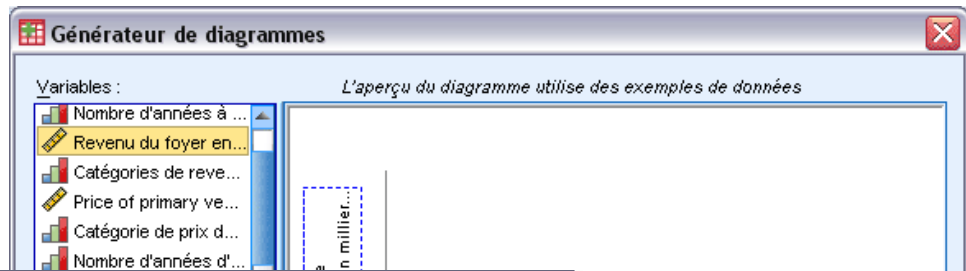 Générateur de diagrammes
Variables :
L'aperçu du diagramme utilise des exemples de données
Nombre d'années à ...
Revenu du foyer en...
Catégories de reve...
Price of primary ve...
Catégorie de prix d...
Nombre d'années d'...
n millier...